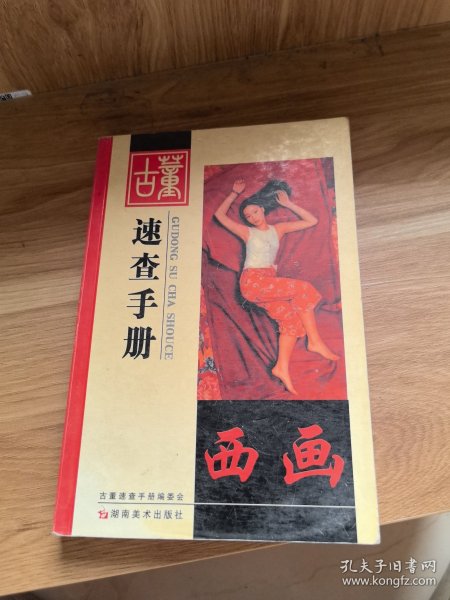 古董
速查手册
GUDONG SU CHA SHOUCE
西画
古董速查手册编委会
湖南美术出版社
孔夫子旧书网
www.kongfz.com